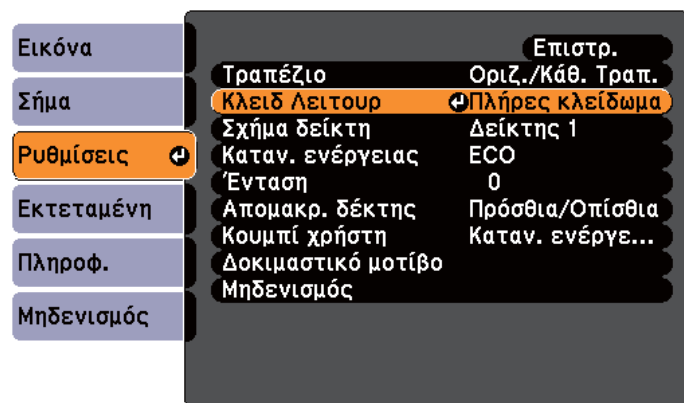 Εικόνα
Σήμα
Ρυθμίσεις
Εκτεταμένη
Πληροφ.
Μηδενισμός
Επιστρ.
Τραπέζιο Οριζ./Κάθ. Τραπ.
Κλειδ Λειτουρ Πλήρες κλείδωμα
Σχήμα δείκτη Δείκτης 1
Καταν. ενέργειας ECO
Ένταση 0
Απομακρ. δέκτης Πρόσθια/Οπίσθια
Κουμπί χρήστη Καταν. ενέργε...
Δοκιμαστικό μοτίβο
Μηδενισμός